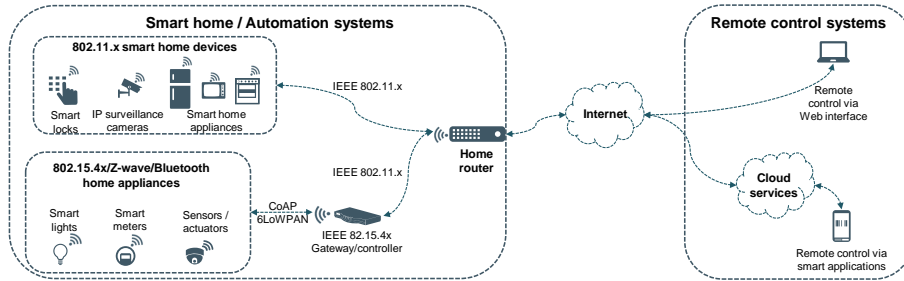 Smart home / Automation systems
802.11.x smart home devices
Smart
locks
IP surveillance
cameras
Smart home
appliances
IEEE 802.11.x
802.15.4x/Z-wave/Bluetooth
home appliances
Smart
lights
Smart
meters
Sensors /
actuators
CoAP
6LoWPAN
IEEE 82.15.4x
Gateway/controller
IEEE 802.11.x
Home
router
Internet
Remote control systems
Remote
control via
Web interface
Cloud
services
Remote control via
smart applications